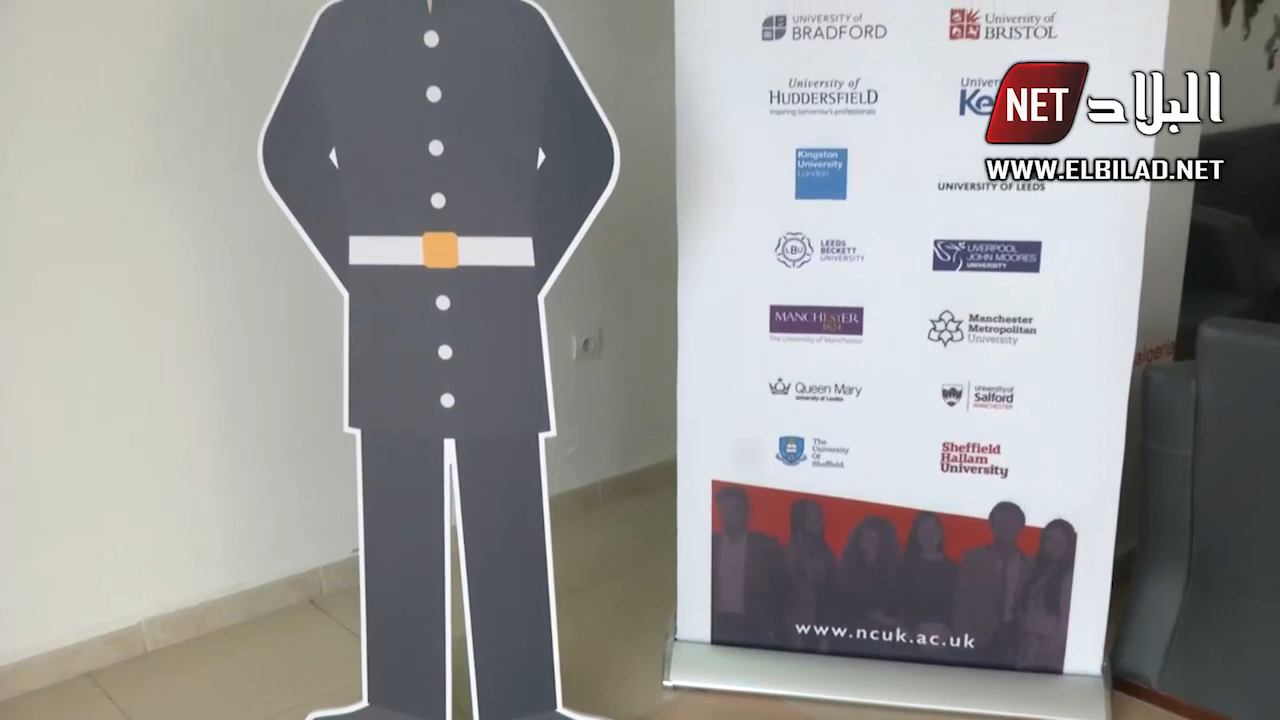 UNIVERSITY of
BRADFORD
University of
BRISTOL
University of
HUDDERSFIELD
Inspiring tomorrow's professionals
NET البلاد
WWW.ELBILAD.NET
Kingston
University
London
UNIVERSITY OF LEEDS
LBU
LEEDS
BECKETT
UNIVERSITY
LIVERPOOL
JOHN MOORES
UNIVERSITY
MANCHESTER
1824
The University of Manchester
Manchester
Metropolitan
University
Queen Mary
University of London
University of
Salford
MANCHESTER
The
University
Of
Sheffield.
Sheffield
Hallam
University
www.ncuk.ac.uk
algeria